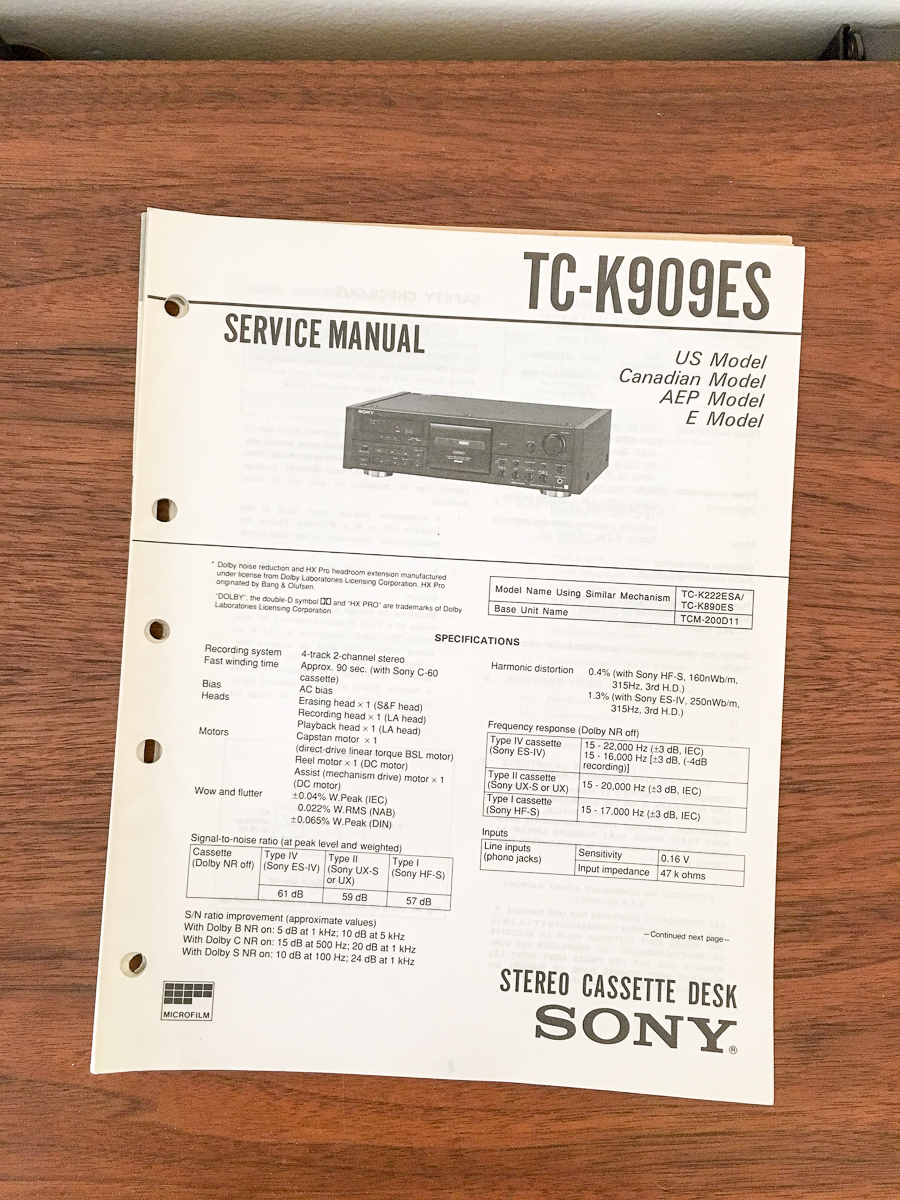 TC-K909ES
SERVICE MANUAL
US Model
Canadian Model
AEP Model
E Model
SONY
* Dolby noise reduction and HX Pro headroom extension manufactured
under license from Dolby Laboratories Licensing Corporation. HX Pro
originated by Bang & Olufsen.
"DOLBY", the double-D symbol and "HX PRO" are trademarks of Dolby
Laboratories Licensing Corporation.
Model Name Using Similar Mechanism TC-K222ESA/
TC-K890ES
Base Unit Name TCM-200D11
SPECIFICATIONS
Recording system 4-track 2-channel stereo
Fast winding time Approx. 90 sec. (with Sony C-60
cassette)
Bias AC bias
Heads Erasing head × 1 (S&F head)
Recording head × 1 (LA head)
Playback head × 1 (LA head)
Motors Capstan motor × 1
(direct-drive linear torque BSL motor)
Reel motor × 1 (DC motor)
Assist (mechanism drive) motor × 1
(DC motor)
Wow and flutter ±0.04% W.Peak (IEC)
0.022% W.RMS (NAB)
±0.065% W.Peak (DIN)
Signal-to-noise ratio (at peak level and weighted)
Cassette Type IV Type II Type I
(Dolby NR off) (Sony ES-IV) (Sony UX-S (Sony HF-S)
or UX)
61 dB 59 dB 57 dB
S/N ratio improvement (approximate values)
With Dolby B NR on: 5 dB at 1 kHz; 10 dB at 5 kHz
With Dolby C NR on: 15 dB at 500 Hz; 20 dB at 1 kHz
With Dolby S NR on: 10 dB at 100 Hz; 24 dB at 1 kHz
Harmonic distortion 0.4% (with Sony HF-S, 160nWb/m,
315Hz, 3rd H.D.)
1.3% (with Sony ES-IV, 250nWb/m,
315Hz, 3rd H.D.)
Frequency response (Dolby NR off)
Type IV cassette 15 - 22,000 Hz (±3 dB, IEC)
(Sony ES-IV) 15 - 16,000 Hz [±3 dB, (-4dB
recording)]
Type II cassette
(Sony UX-S or UX) 15 - 20,000 Hz (±3 dB, IEC)
Type I cassette
(Sony HF-S) 15 - 17,000 Hz (±3 dB, IEC)
Inputs
Line inputs Sensitivity 0.16 V
(phono jacks) Input impedance 47 k ohms
–Continued next page–
MICROFILM
STEREO CASSETTE DESK
SONY®